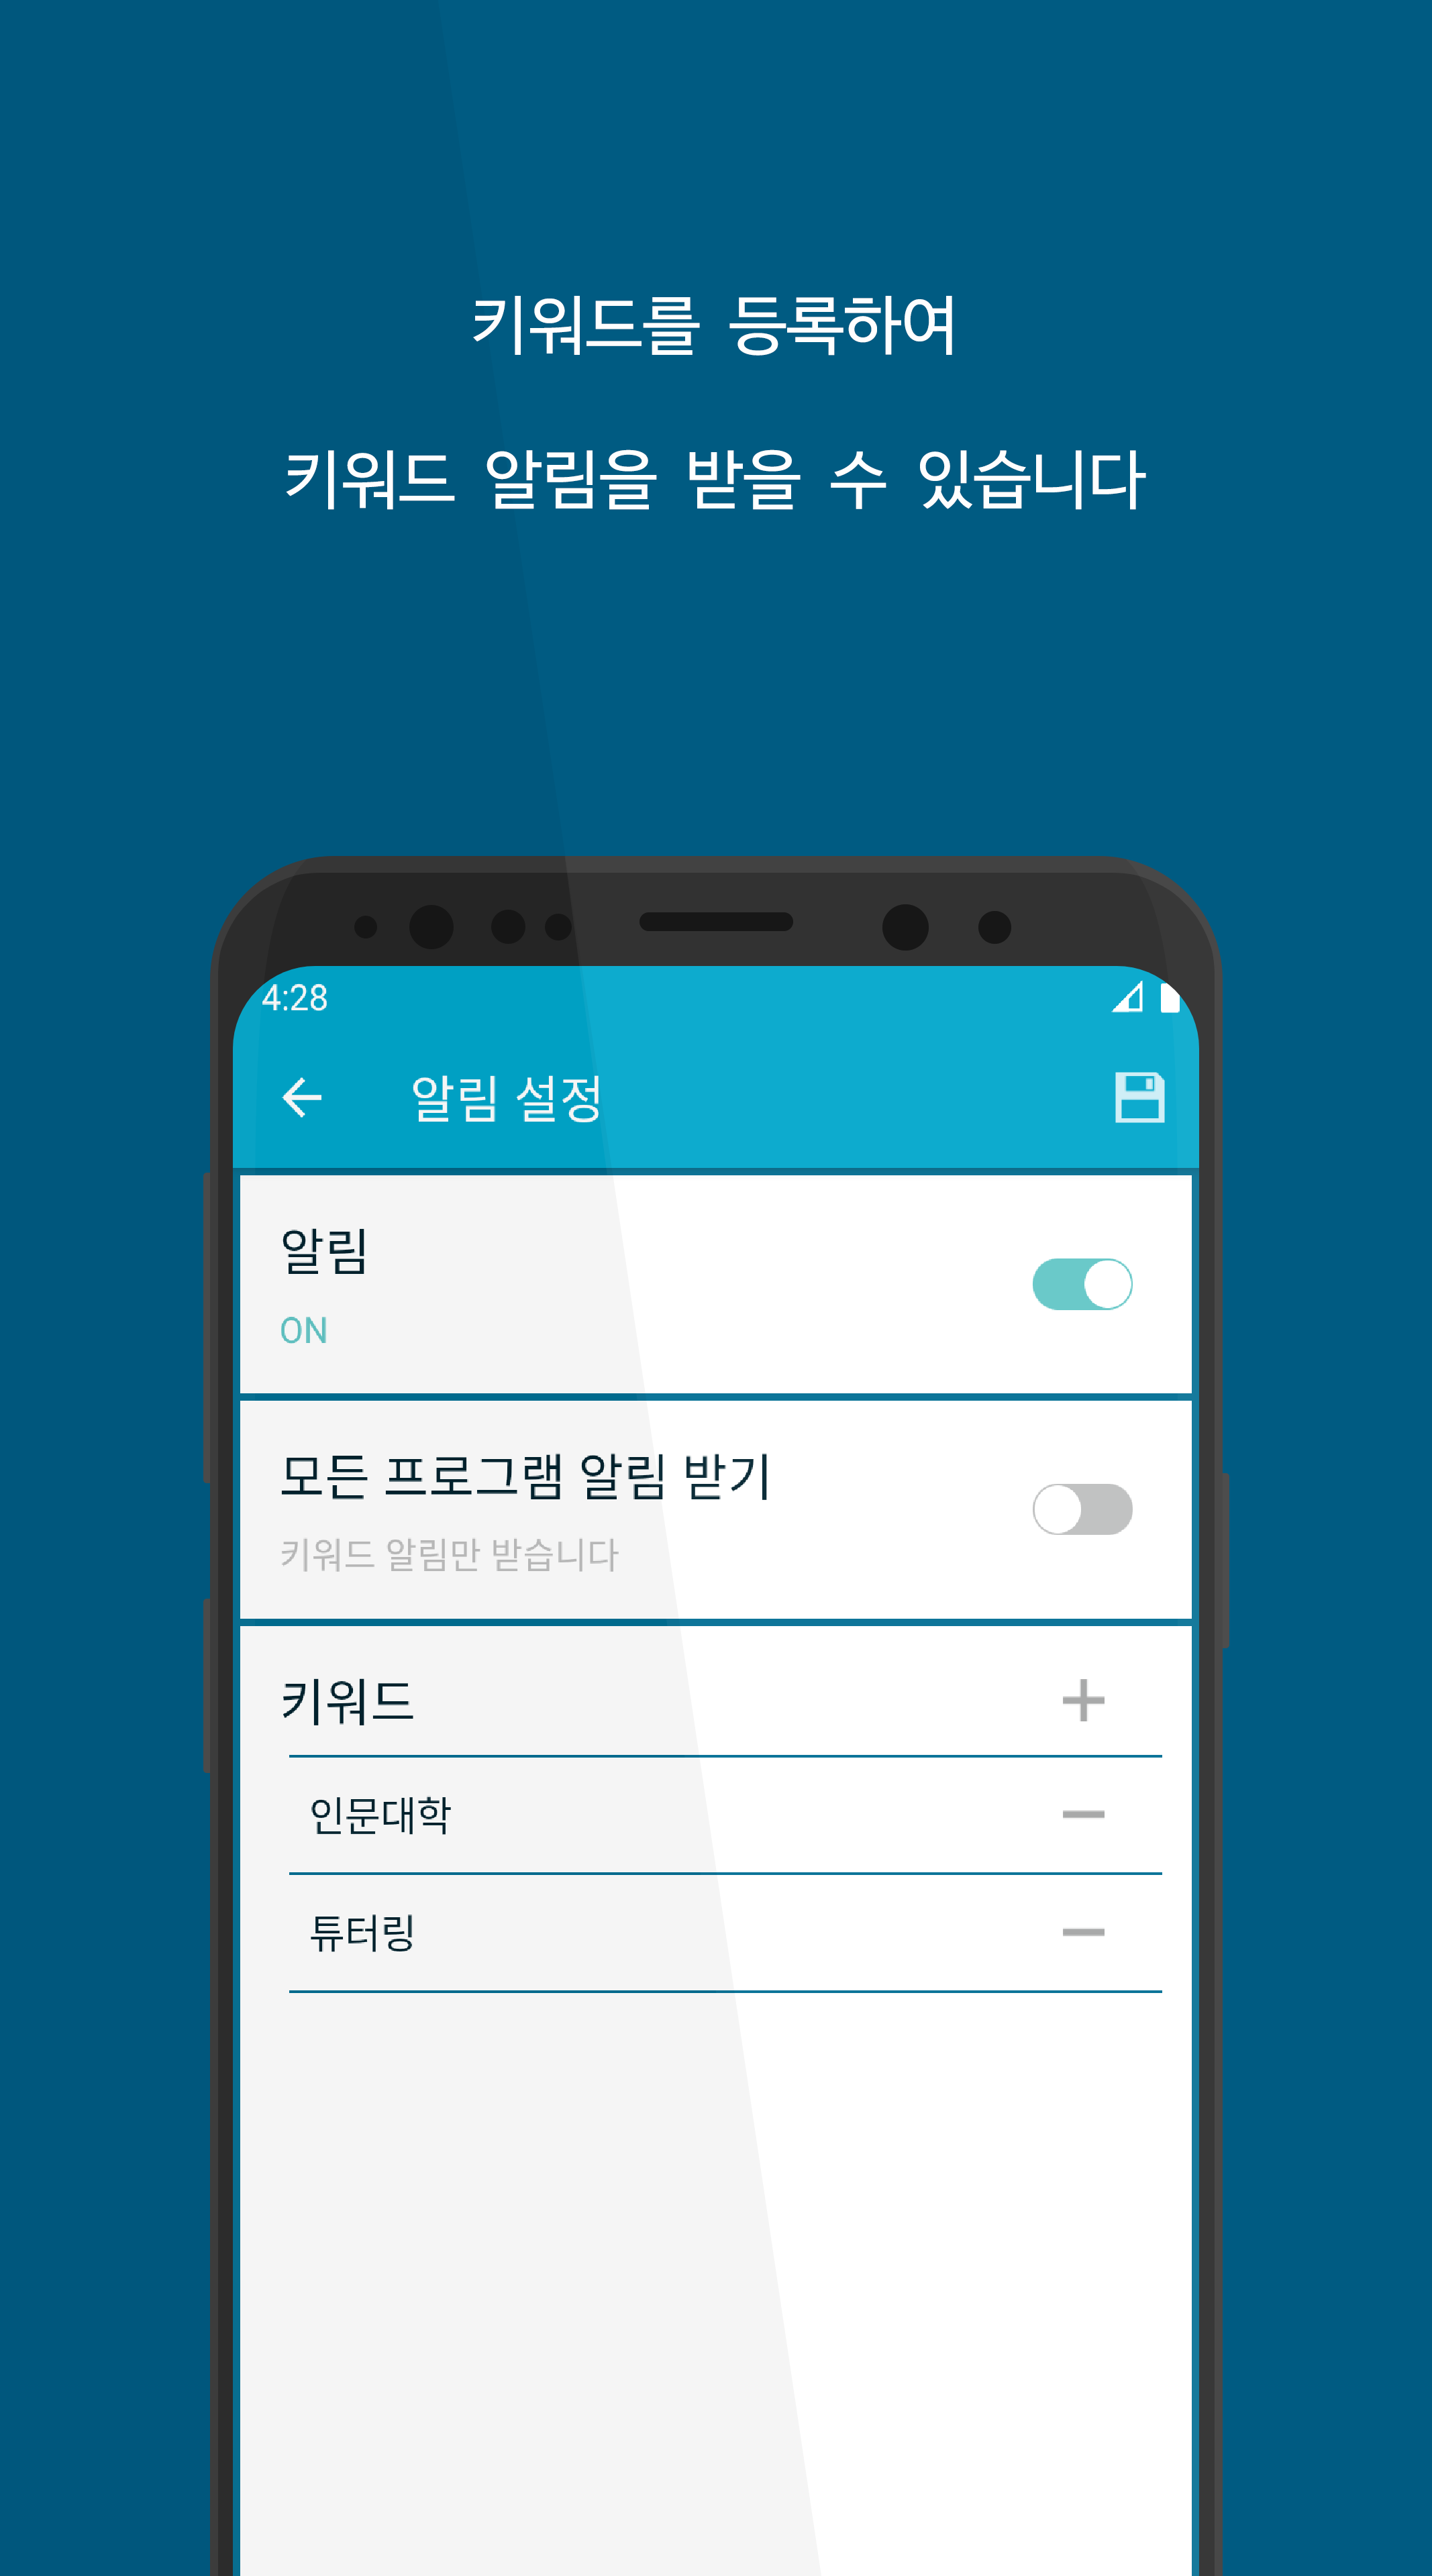 키워드를 등록하여
키워드 알림을 받을 수 있습니다
4:28
알림 설정
알림
ON
모든 프로그램 알림 받기
키워드 알림만 받습니다
키워드
인문대학
튜터링